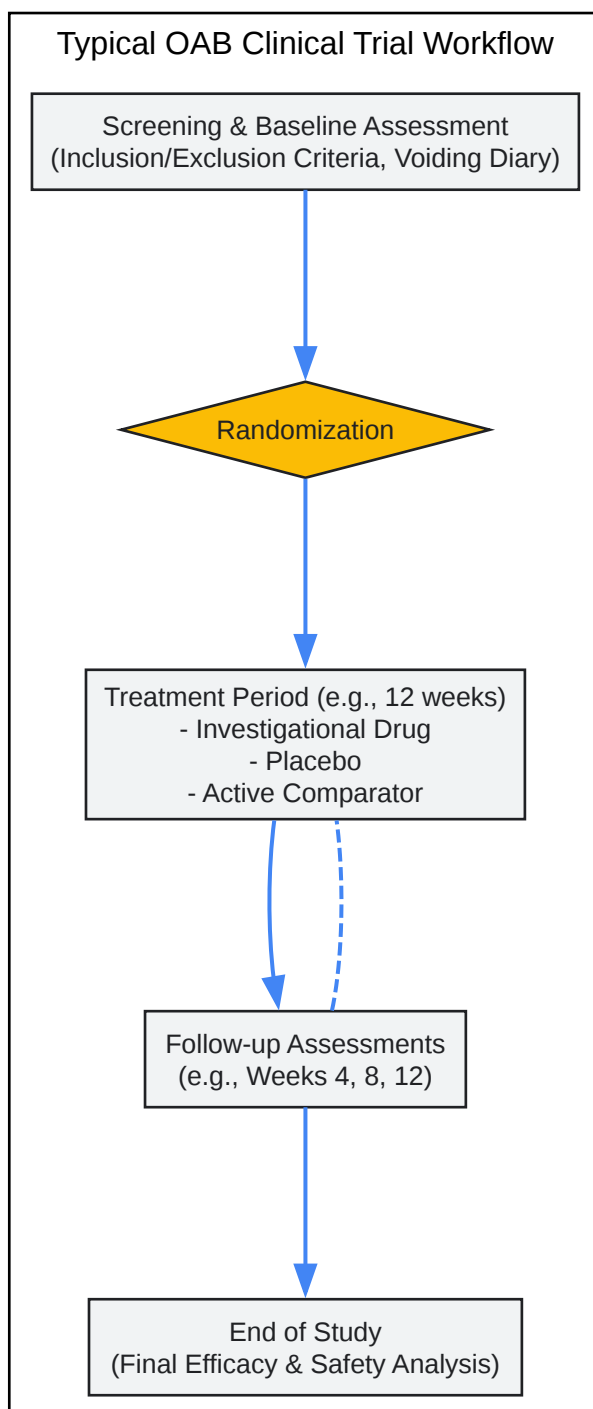 Typical OAB Clinical Trial Workflow
Screening & Baseline Assessment
(Inclusion/Exclusion Criteria, Voiding Diary)
Randomization
Treatment Period (e.g., 12 weeks)
- Investigational Drug
- Placebo
- Active Comparator
Follow-up Assessments
(e.g., Weeks 4, 8, 12)
End of Study
(Final Efficacy & Safety Analysis)